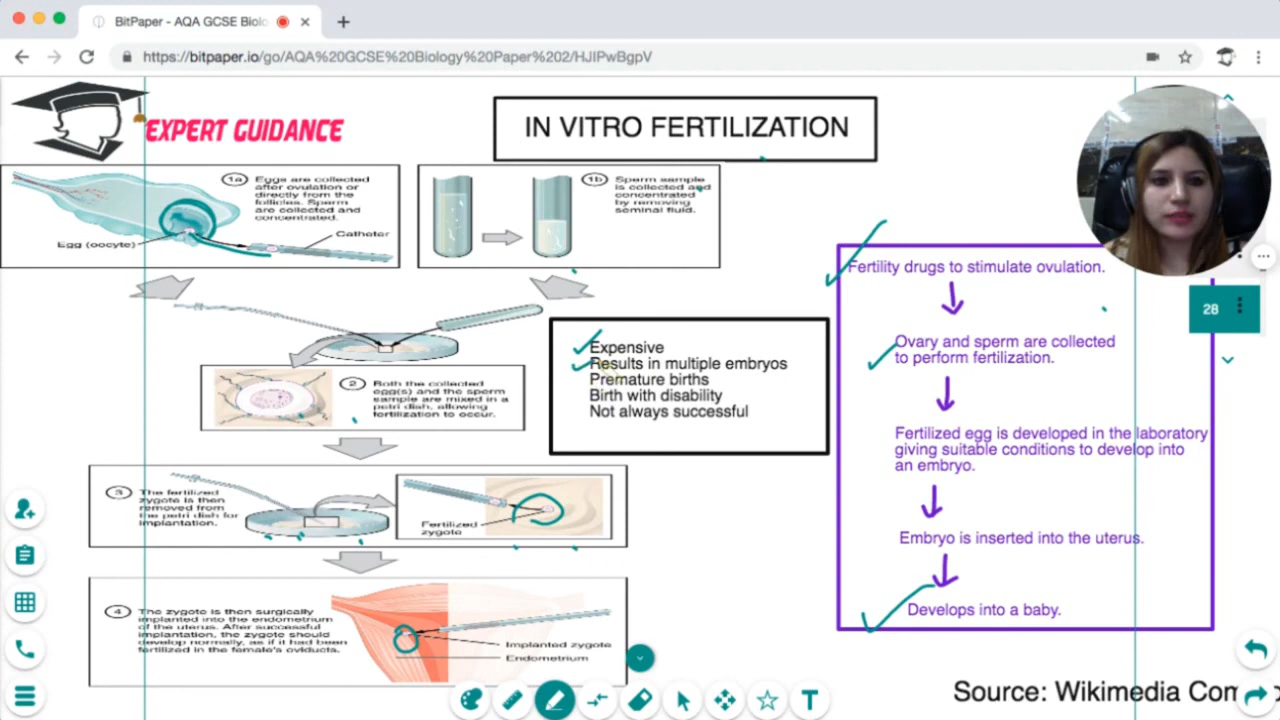 BitPaper - AQA GCSE Biolo
https://bitpaper.io/go/AQA%20GCSE%20Biology%20Paper%202/HJIPwBgpV
EXPERT GUIDANCE
IN VITRO FERTILIZATION
1a
Eggs are collected
after ovulation or
directly from the
follicles. Sperm
are collected and
concentrated.
Egg (oocyte)
Catheter
1b
Sperm sample
is collected and
concentrated
by removing
seminal fluid.
2
Both the collected
egg(s) and the sperm
sample are mixed in a
petri dish, allowing
fertilization to occur.
3
The fertilized
zygote is then
removed from
the petri dish for
implantation.
Fertilized
zygote
4
The zygote is then surgically
implanted into the endometrium
of the uterus. After successful
implantation, the zygote should
develop normally, as if it had been
fertilized in the female's oviducts.
Implanted zygote
Endometrium
Expensive
Results in multiple embryos
Premature births
Birth with disability
Not always successful
Fertility drugs to stimulate ovulation.
Ovary and sperm are collected
to perform fertilization.
Fertilized egg is developed in the laboratory
giving suitable conditions to develop into
an embryo.
Embryo is inserted into the uterus.
Develops into a baby.
28
Source: Wikimedia Com
T